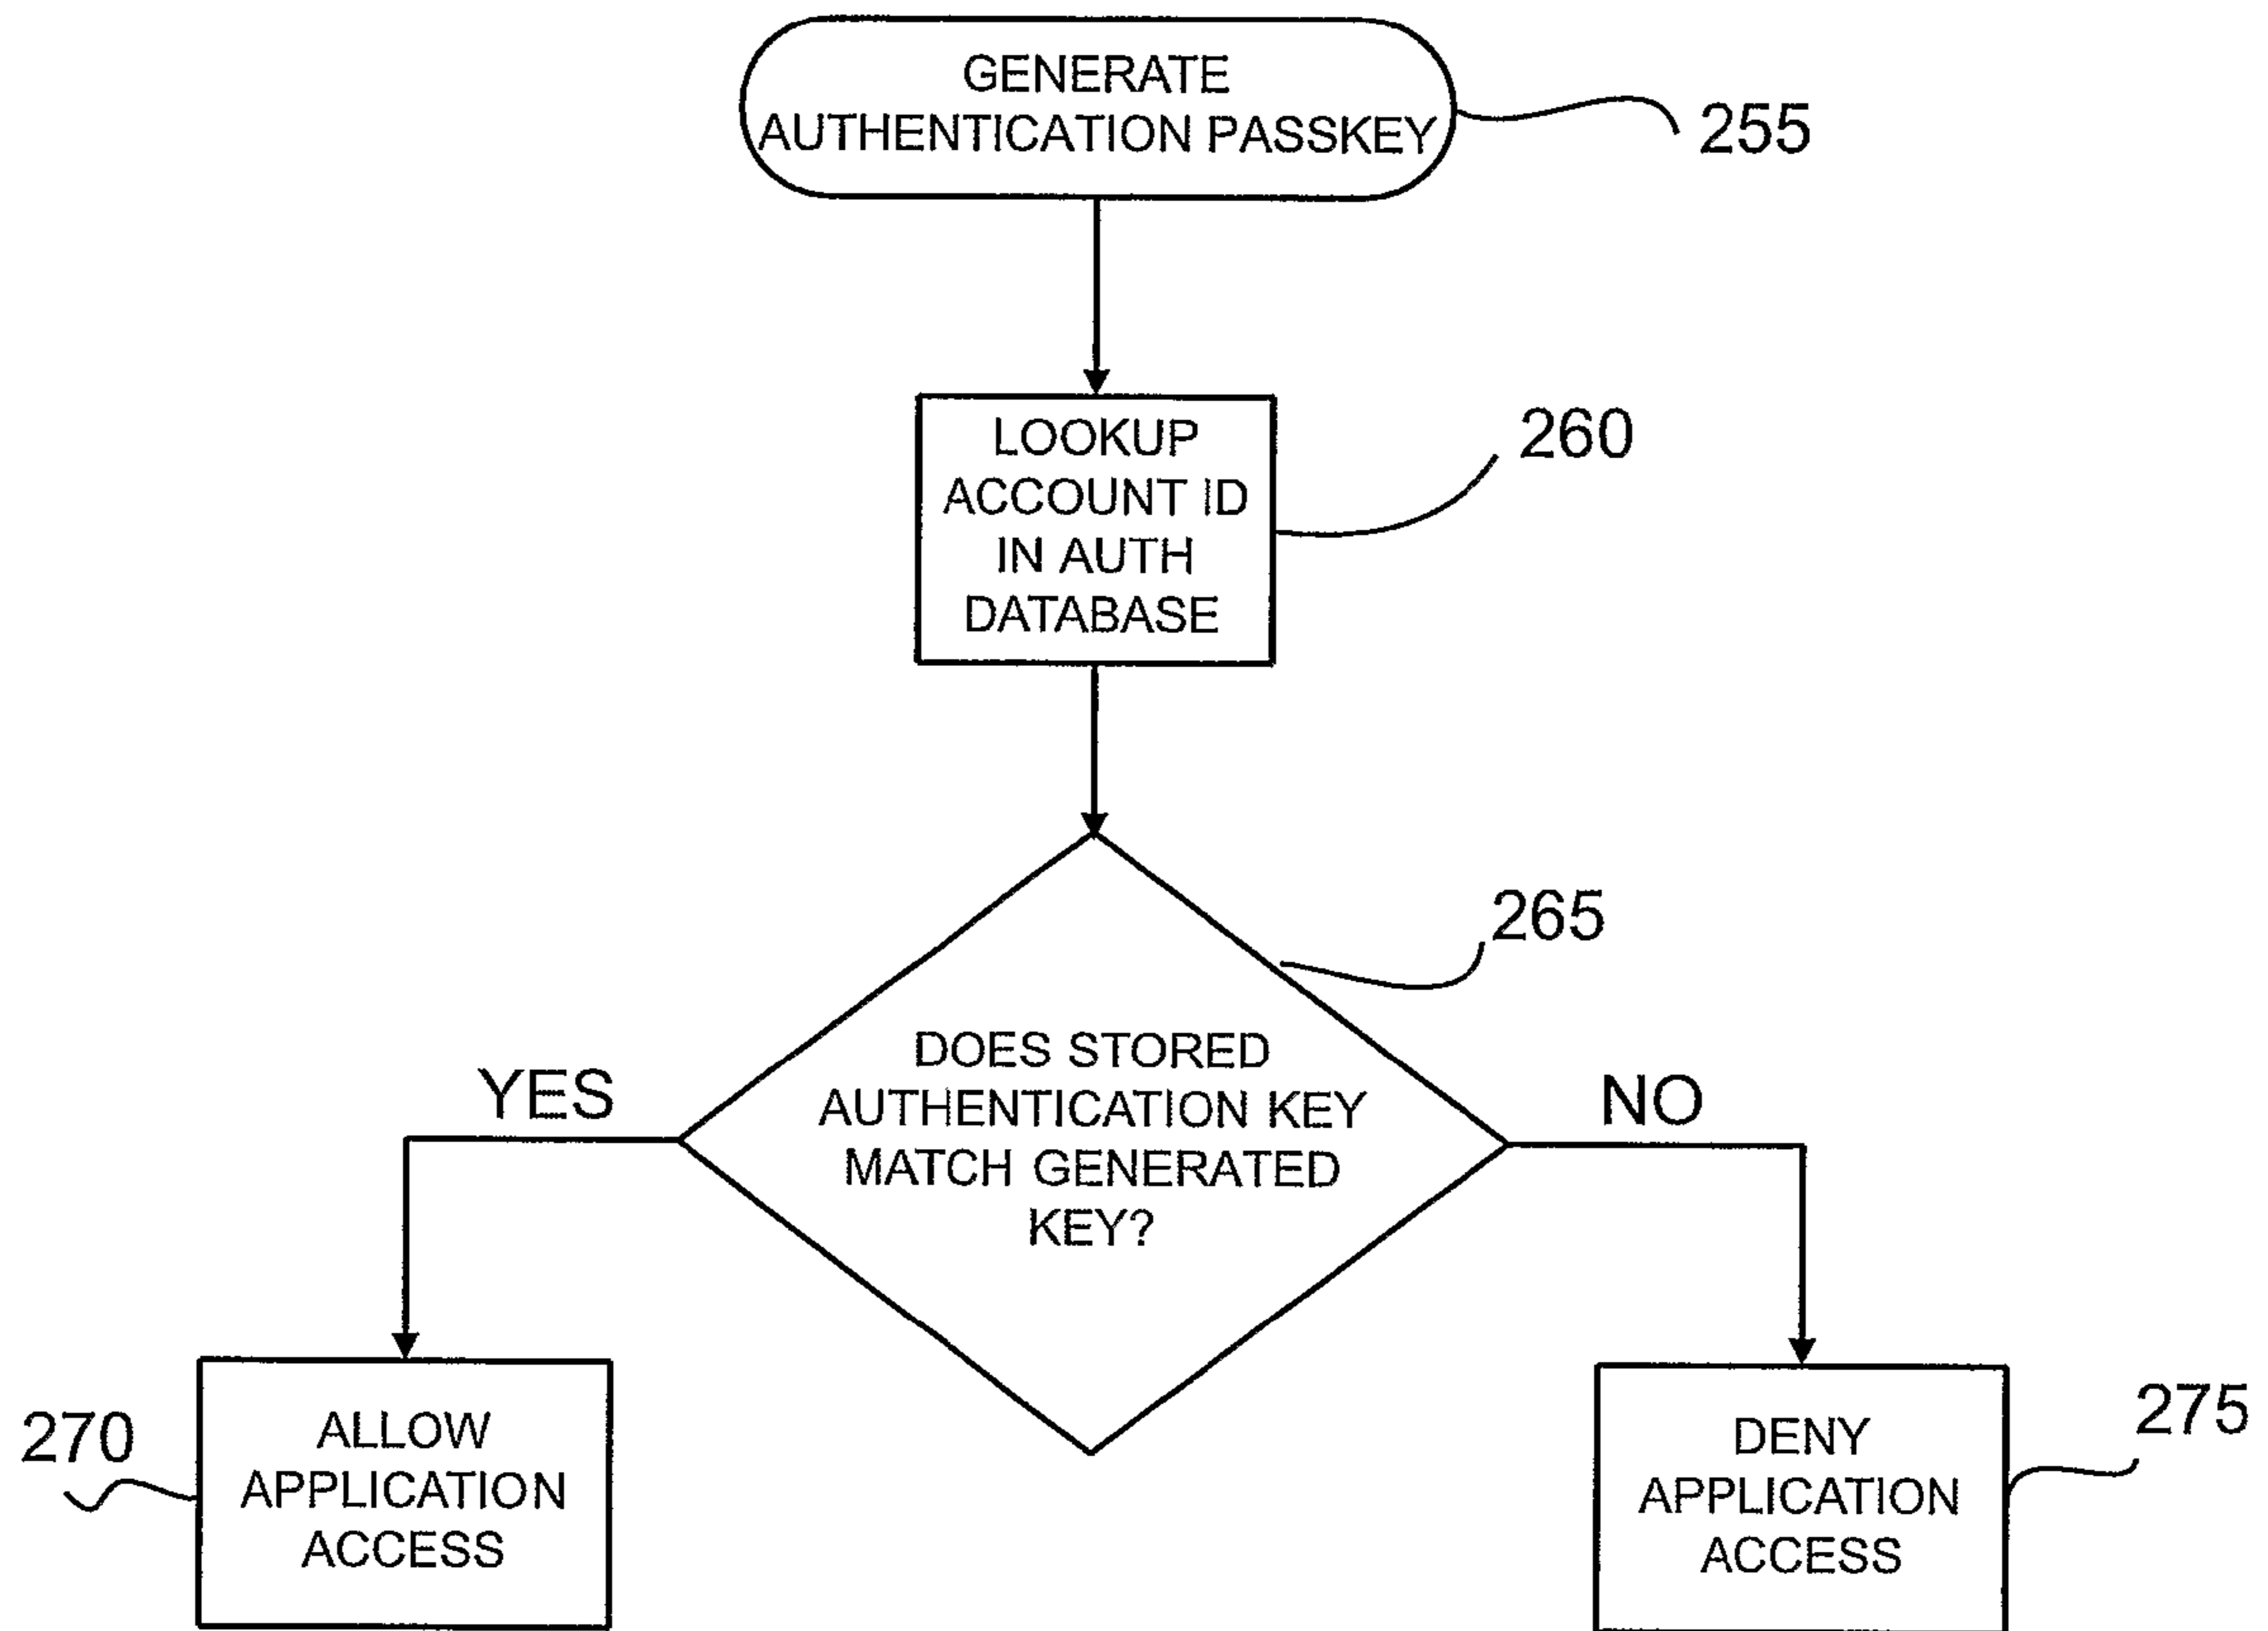 GENERATE
AUTHENTICATION PASSKEY
255
LOOKUP
ACCOUNT ID
IN AUTH
DATABASE
260
265
DOES STORED
AUTHENTICATION KEY
MATCH GENERATED
KEY?
YES
NO
270
ALLOW
APPLICATION
ACCESS
DENY
APPLICATION
ACCESS
275